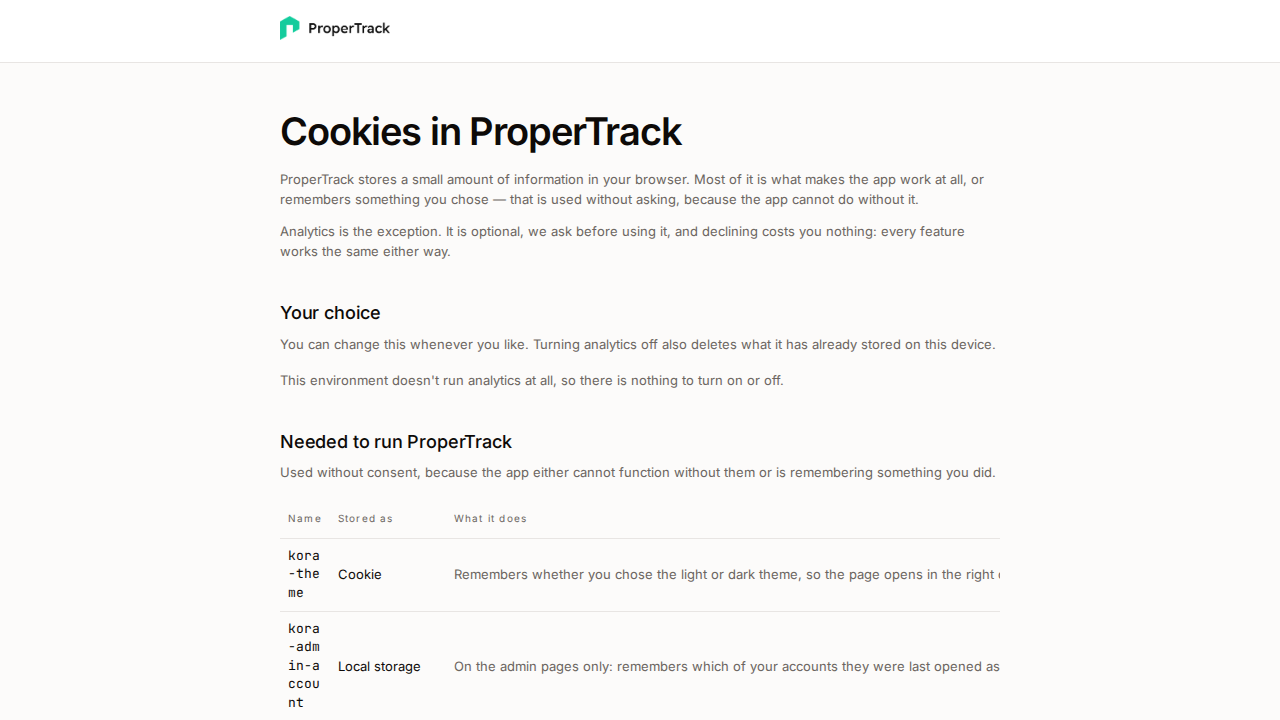 ProperTrack
Cookies in ProperTrack
ProperTrack stores a small amount of information in your browser. Most of it is what makes the app work at all, or
remembers something you chose — that is used without asking, because the app cannot do without it.
Analytics is the exception. It is optional, we ask before using it, and declining costs you nothing: every feature
works the same either way.
Your choice
You can change this whenever you like. Turning analytics off also deletes what it has already stored on this device.
This environment doesn't run analytics at all, so there is nothing to turn on or off.
Needed to run ProperTrack
Used without consent, because the app either cannot function without them or is remembering something you did.
Name Stored as What it does
kora
-the
me
Cookie
Remembers whether you chose the light or dark theme, so the page opens in the right
kora
-adm
in-a
ccou
nt
Local storage
On the admin pages only: remembers which of your accounts they were last opened as